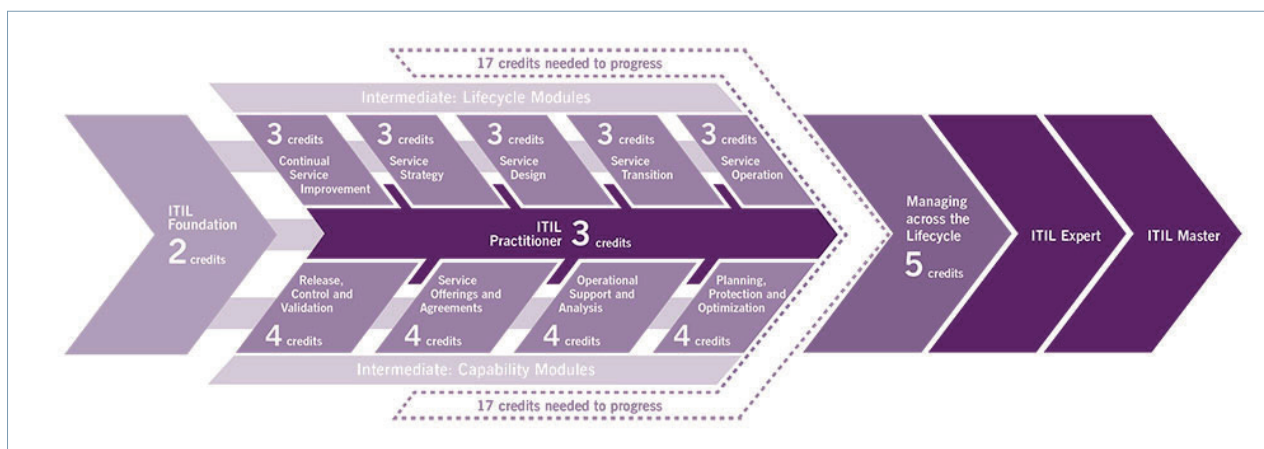 17 credits needed to progress
Intermediate: Lifecycle Modules
3 credits
Continual
Service
Improvement
3 credits
Service
Strategy
3 credits
Service
Design
3 credits
Service
Transition
3 credits
Service
Operation
ITIL
Foundation
2 credits
ITIL
Practitioner 3 credits
Release,
Control and
Validation
4 credits
Service
Offerings and
Agreements
4 credits
Operational
Support and
Analysis
4 credits
Planning,
Protection and
Optimization
4 credits
Intermediate: Capability Modules
17 credits needed to progress
Managing
across the
Lifecycle
5 credits
ITIL Expert
ITIL Master